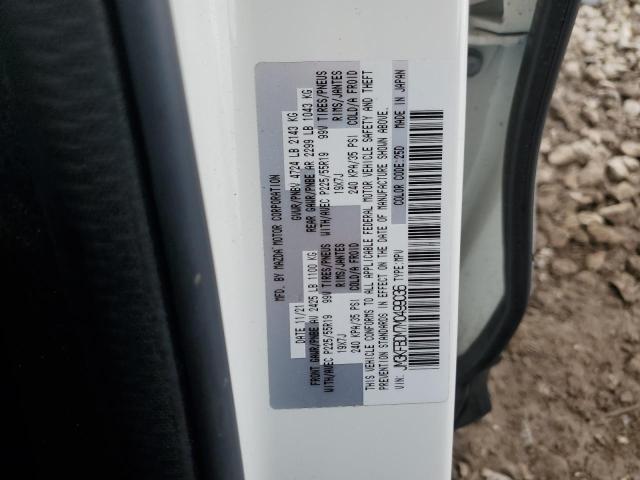 MFD. BY MAZDA MOTOR CORPORATION
DATE 11/21 GVWR/PNBV 4724 LB 2143 KG
FRONT GAWR/PNBE AV 2425 LB 1100 KG REAR GAWR/PNBE AR 2299 LB 1043 KG
WITH/AVEC P225/55R19 99V TIRES/PNEUS WITH/AVEC P225/55R19 99V TIRES/PNEUS
19X7J RIMS/JANTES 19X7J RIMS/JANTES
240 KPA/35 PSI COLD/A FROID 240 KPA/35 PSI COLD/A FROID
THIS VEHICLE CONFORMS TO ALL APPLICABLE FEDERAL MOTOR VEHICLE SAFETY AND THEFT
PREVENTION STANDARDS IN EFFECT ON THE DATE OF MANUFACTURE SHOWN ABOVE.
VIN: JM3KFBDM7N0499036 TYPE:MPV COLOR CODE:25D MADE IN JAPAN